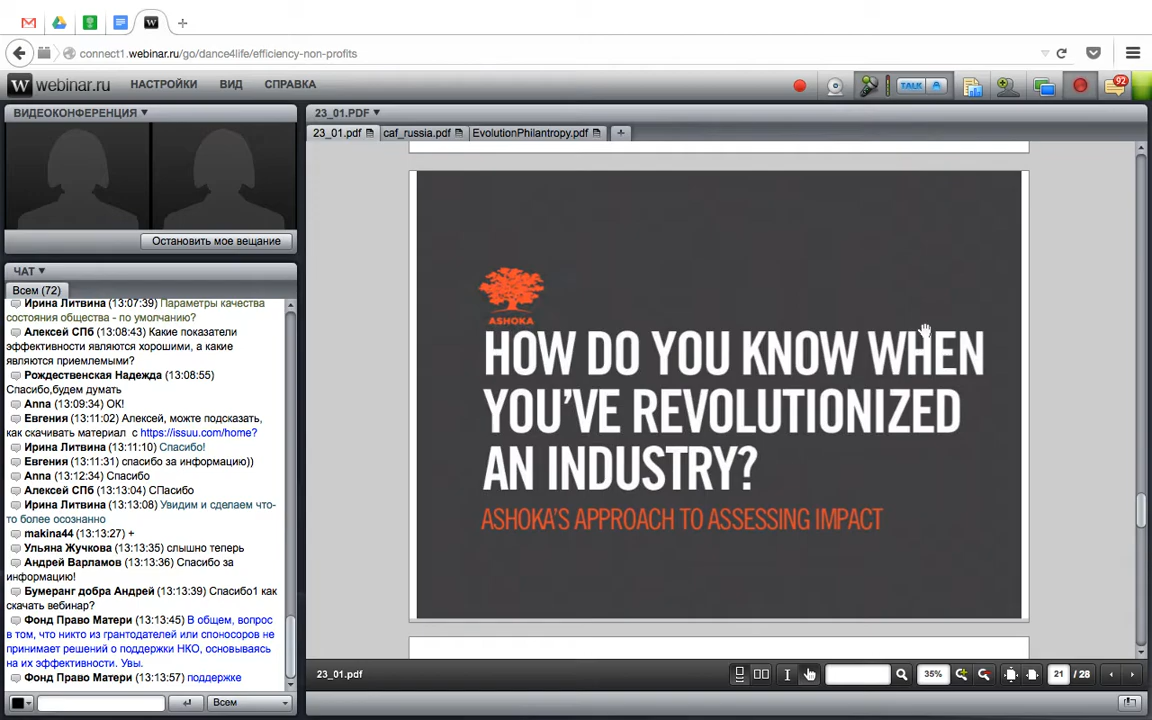 W
connect1.webinar.ru/go/dance4life/efficiency-non-profits
W webinar.ru НАСТРОЙКИ ВИД СПРАВКА TALK 92
ВИДЕОКОНФЕРЕНЦИЯ
Остановить мое вещание
ЧАТ
Всем (72)
Ирина Литвина (13:07:39) Параметры качества
состояния общества - по умолчанию?
Алексей СПб (13:08:43) Какие показатели
эффективности являются хорошими, а какие
являются приемлемыми?
Рождественская Надежда (13:08:55)
Спасибо,будем думать
Anna (13:09:34) ОК!
Евгения (13:11:02) Алексей, можте подсказать,
как скачивать материал с https://issuu.com/home?
Ирина Литвина (13:11:10) Спасибо!
Евгения (13:11:31) спасибо за информацию))
Anna (13:12:34) Спасибо
Алексей СПб (13:13:04) СПасибо
Ирина Литвина (13:13:08) Увидим и сделаем что-
то более осознанно
makina44 (13:13:27) +
Ульяна Жучкова (13:13:35) слышно теперь
Андрей Варламов (13:13:36) Спасибо за
информацию!
Бумеранг добра Андрей (13:13:39) Спасибо1 как
скачать вебинар?
Фонд Право Матери (13:13:45) В общем, вопрос
в том, что никто из грантодателей или споносоров не
принимает решений о поддержки НКО, основываясь
на их эффективности. Увы.
Фонд Право Матери (13:13:57) поддержке
Всем
23_01.PDF
23_01.pdf caf_russia.pdf EvolutionPhilantropy.pdf
ASHOKA
HOW DO YOU KNOW WHEN
YOU'VE REVOLUTIONIZED
AN INDUSTRY?
ASHOKA'S APPROACH TO ASSESSING IMPACT
23_01.pdf 35% 21 / 28